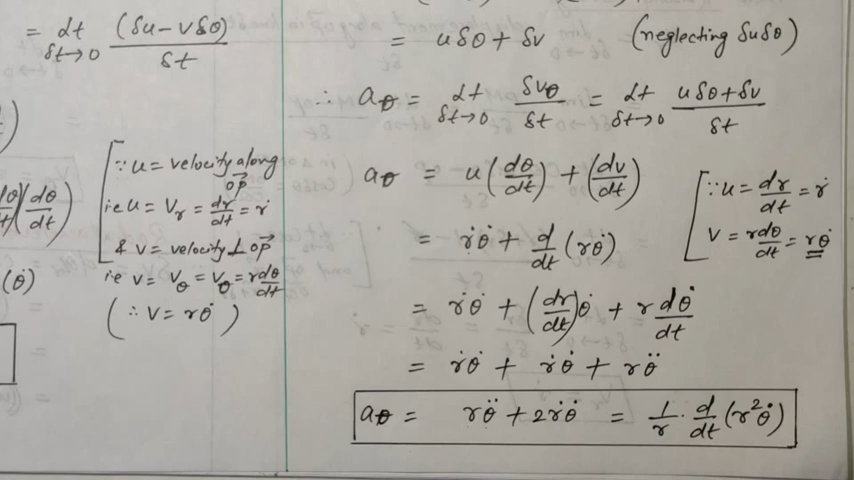 = Lt δt→0 (δu - vδθ) / δt
(dθ/dt)
(θ̇)
[∵ u = velocity along OP→
i.e u = Vr = dr/dt = ṙ
& v = velocity ⊥ OP→
i.e v = Vθ = Vθ = r dθ/dt
(∴ v = rθ̇)
= uδθ + δv (neglecting δuδθ)
∴ aθ = Lt δt→0 δvθ/δt = Lt δt→0 (uδθ + δv)/δt
aθ = u(dθ/dt) + (dv/dt)
[∵ u = dr/dt = ṙ
= ṙθ̇ + d/dt (rθ̇)
v = r dθ/dt = rθ̇
= ṙθ̇ + (dr/dt)θ̇ + r dθ̇/dt
= ṙθ̇ + ṙθ̇ + rθ̈
aθ = rθ̈ + 2ṙθ̇ = 1/r · d/dt (r²θ̇)